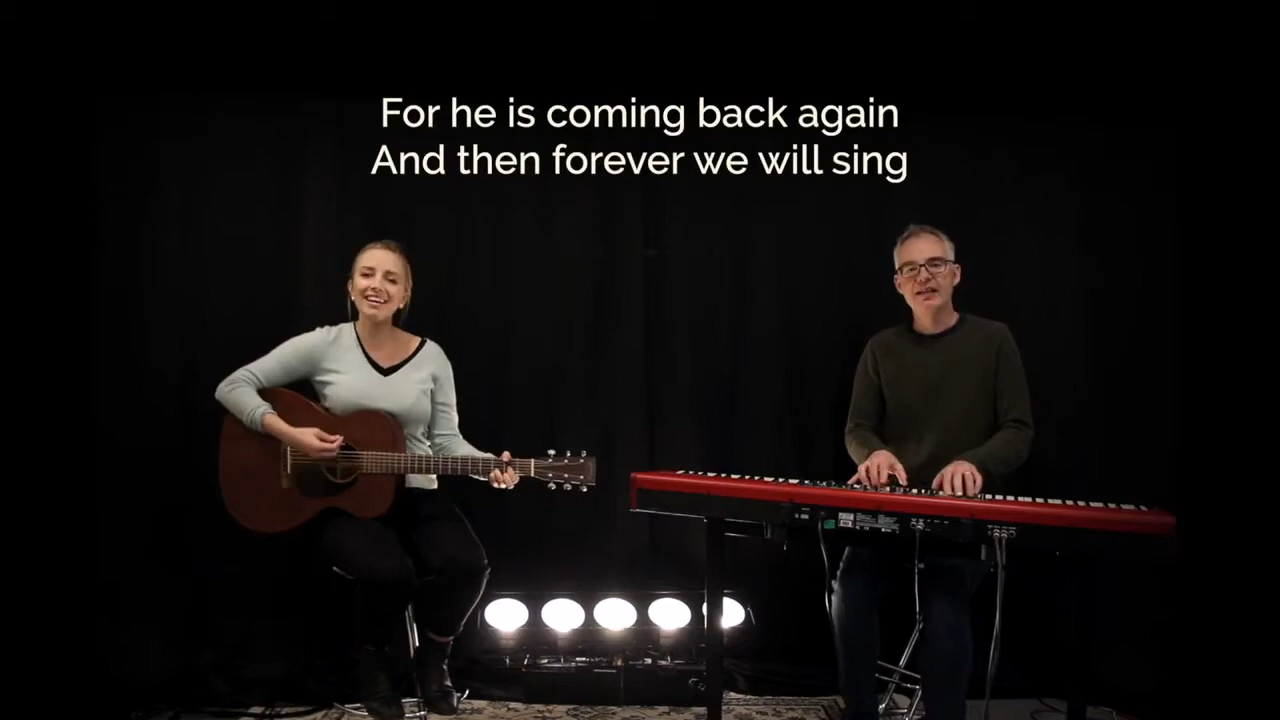 For he is coming back again
And then forever we will sing